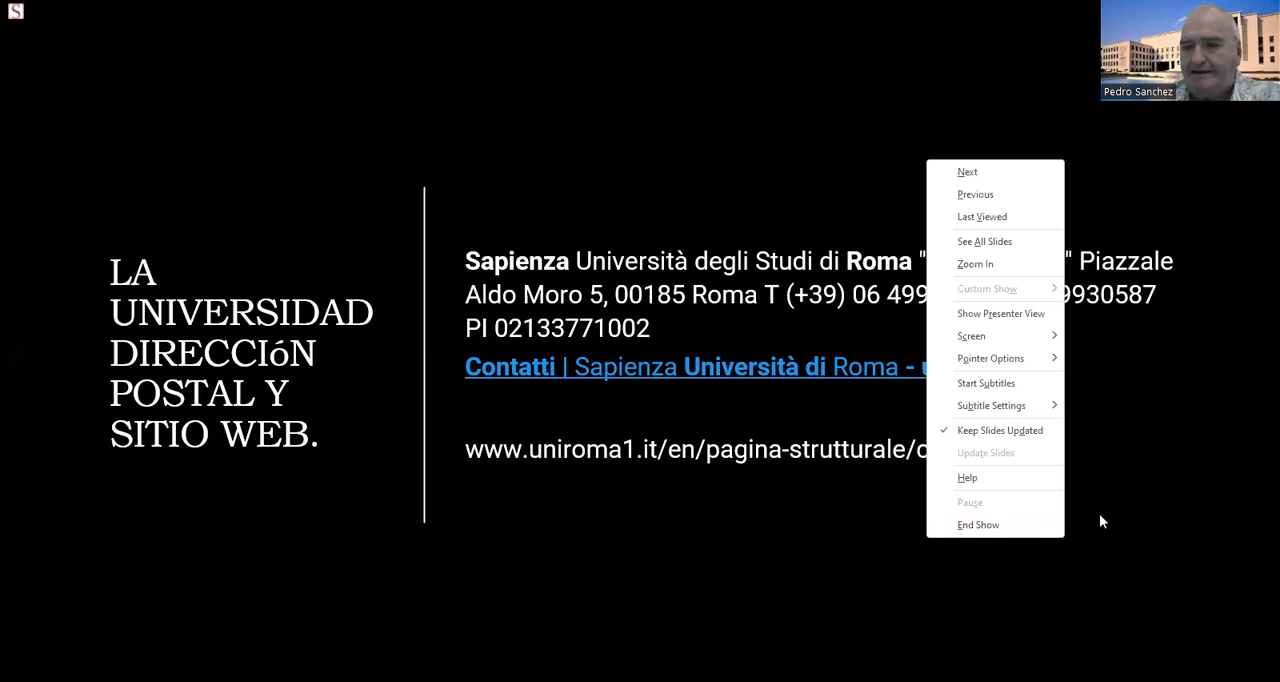 S
Pedro Sanchez
LA
UNIVERSIDAD
DIRECCIóN
POSTAL Y
SITIO WEB.
Sapienza Università degli Studi di Roma " " Piazzale
Aldo Moro 5, 00185 Roma T (+39) 06 499 9930587
PI 02133771002
Contatti | Sapienza Università di Roma -
www.uniroma1.it/en/pagina-strutturale/
Next
Previous
Last Viewed
See All Slides
Zoom In
Custom Show
Show Presenter View
Screen
Pointer Options
Start Subtitles
Subtitle Settings
Keep Slides Updated
Update Slides
Help
Pause
End Show